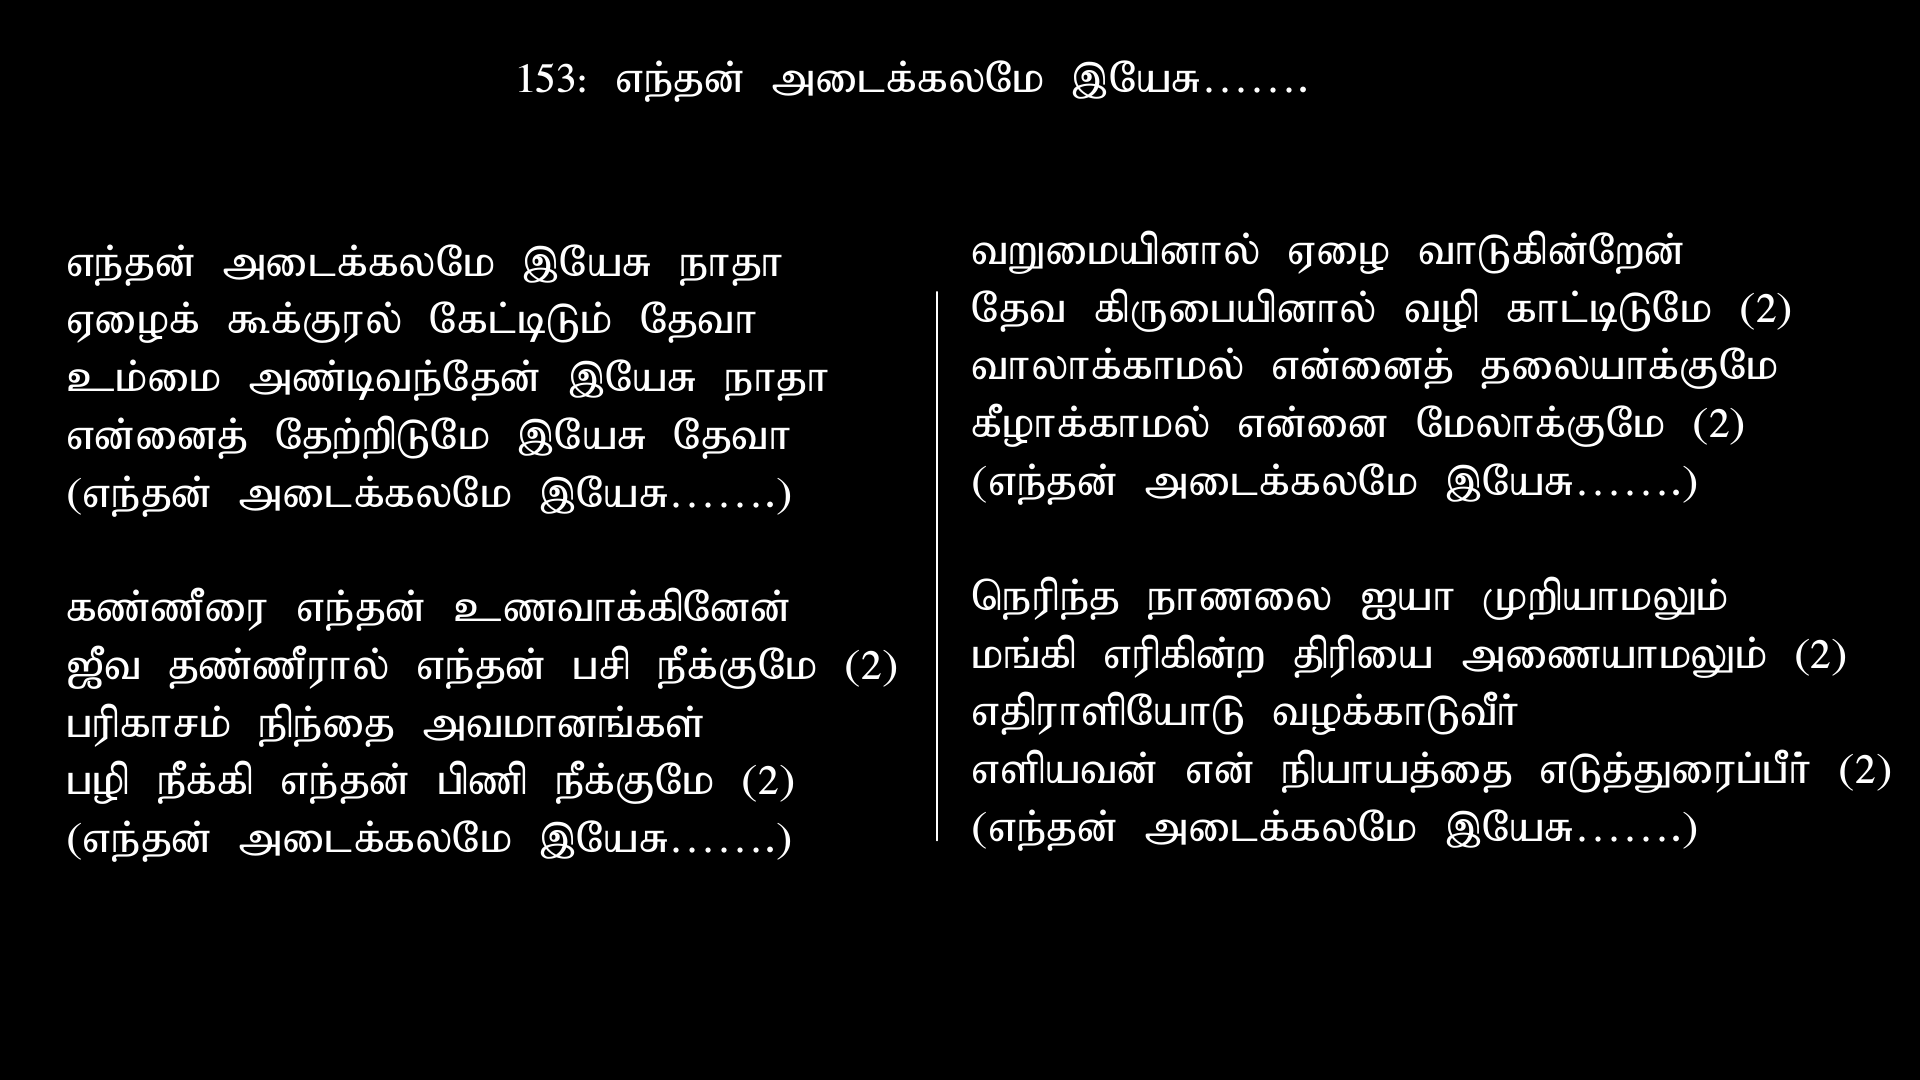 153: எந்தன் அடைக்கலமே இயேசு.......
எந்தன் அடைக்கலமே இயேசு நாதா
ஏழைக் கூக்குரல் கேட்டிடும் தேவா
உம்மை அண்டிவந்தேன் இயேசு நாதா
என்னைத் தேற்றிடுமே இயேசு தேவா
(எந்தன் அடைக்கலமே இயேசு.......)
கண்ணீரை எந்தன் உணவாக்கினேன்
ஜீவ தண்ணீரால் எந்தன் பசி நீக்குமே (2)
பரிகாசம் நிந்தை அவமானங்கள்
பழி நீக்கி எந்தன் பிணி நீக்குமே (2)
(எந்தன் அடைக்கலமே இயேசு.......)
வறுமையினால் ஏழை வாடுகின்றேன்
தேவ கிருபையினால் வழி காட்டிடுமே (2)
வாலாக்காமல் என்னைத் தலையாக்குமே
கீழாக்காமல் என்னை மேலாக்குமே (2)
(எந்தன் அடைக்கலமே இயேசு.......)
நெரிந்த நாணலை ஐயா முறியாமலும்
மங்கி எரிகின்ற திரியை அணையாமலும் (2)
எதிராளியோடு வழக்காடுவீர்
எளியவன் என் நியாயத்தை எடுத்துரைப்பீர் (2)
(எந்தன் அடைக்கலமே இயேசு.......)